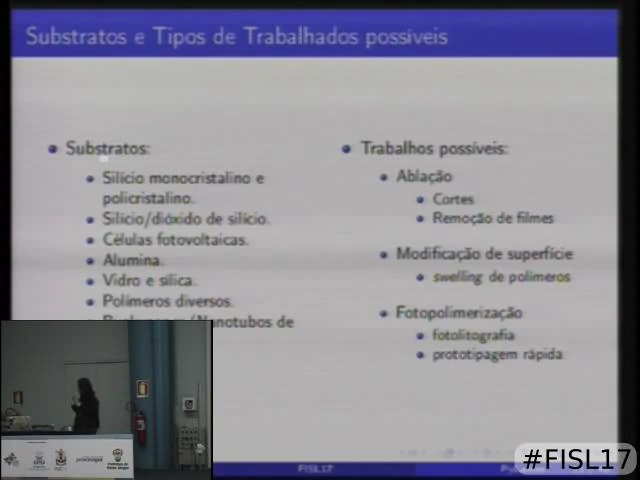 Substratos e Tipos de Trabalhados possíveis
Substratos:
Silício monocristalino e
policristalino.
Silício/dióxido de silício.
Células fotovoltaicas.
Alumina.
Vidro e sílica.
Polímeros diversos.
Nanotubos de
Trabalhos possíveis:
Ablação
Cortes
Remoção de filmes
Modificação de superfície
swelling de polímeros
Fotopolimerização
fotolitografia
prototipagem rápida
FISL17
#FISL17